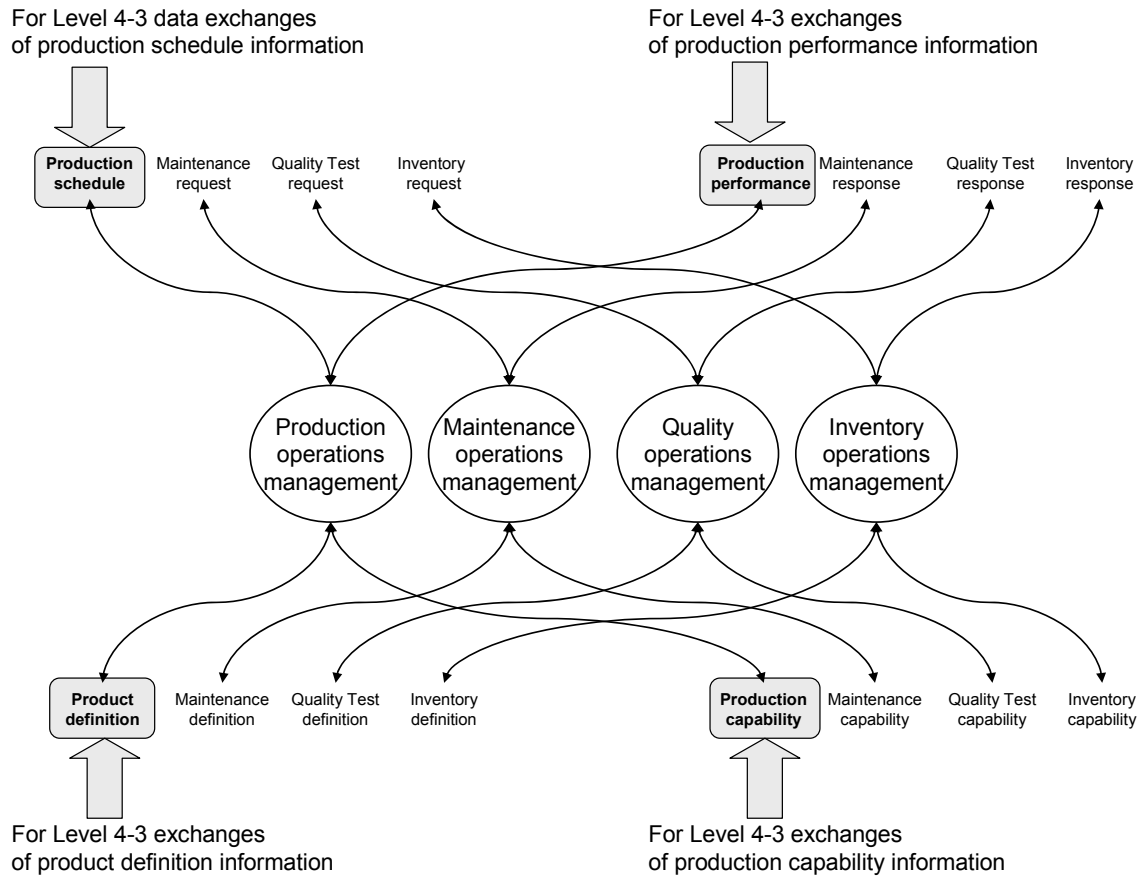 For Level 4-3 data exchanges
of production schedule information
For Level 4-3 exchanges
of production performance information
Production
schedule
Maintenance
request
Quality Test
request
Inventory
request
Production
performance
Maintenance
response
Quality Test
response
Inventory
response
Production
operations
management
Maintenance
operations
management
Quality
operations
management
Inventory
operations
management
Product
definition
Maintenance
definition
Quality Test
definition
Inventory
definition
Production
capability
Maintenance
capability
Quality Test
capability
Inventory
capability
For Level 4-3 exchanges
of product definition information
For Level 4-3 exchanges
of production capability information